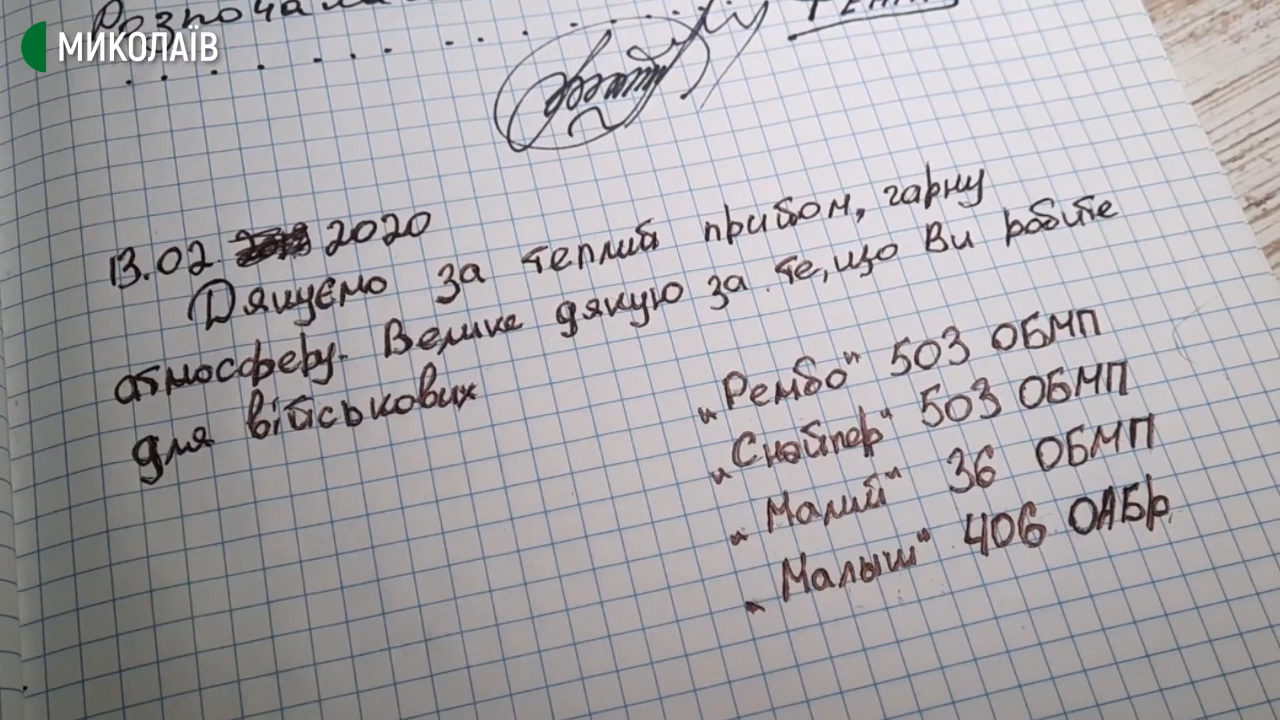 Розпочали
МИКОЛАЇВ
13.02 2020
Дякуємо за теплий прийом, гарну
атмосферу. Велике дякую за те, що Ви робите
для військових
„Рембо" 503 ОБМП
„Снайпер" 503 ОБМП
„Малий" 36 ОБМП
„Малыш" 406 ОАБр